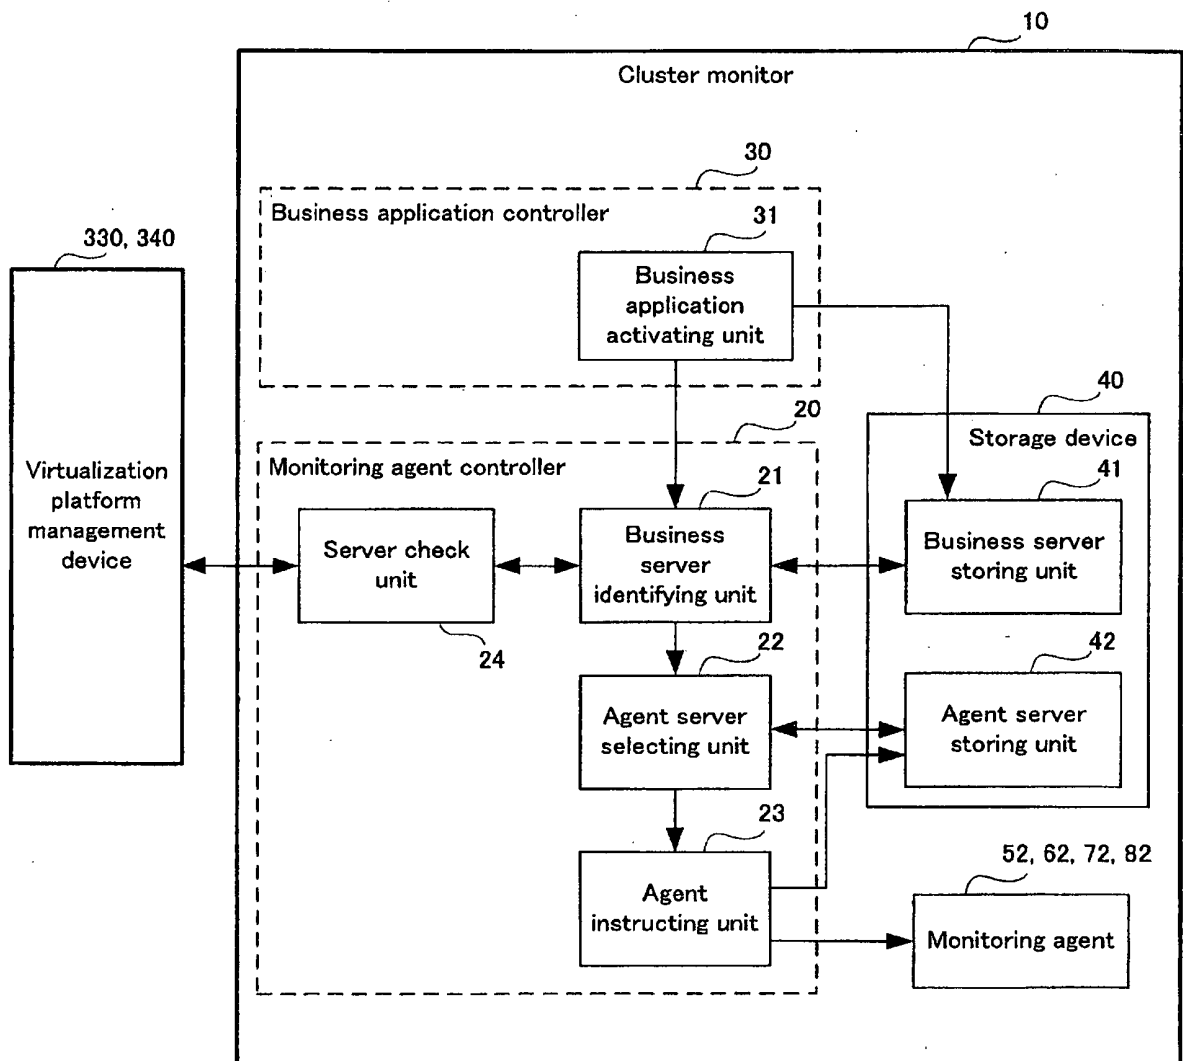 10
Cluster monitor
30
Business application controller
31
330, 340
Business
application
activating unit
40
20
Storage device
Monitoring agent controller
21
41
Virtualization
platform
management
device
Server check
unit
Business
server
identifying unit
Business server
storing unit
24
22
42
Agent server
selecting unit
Agent server
storing unit
23
52, 62, 72, 82
Agent
instructing unit
Monitoring agent